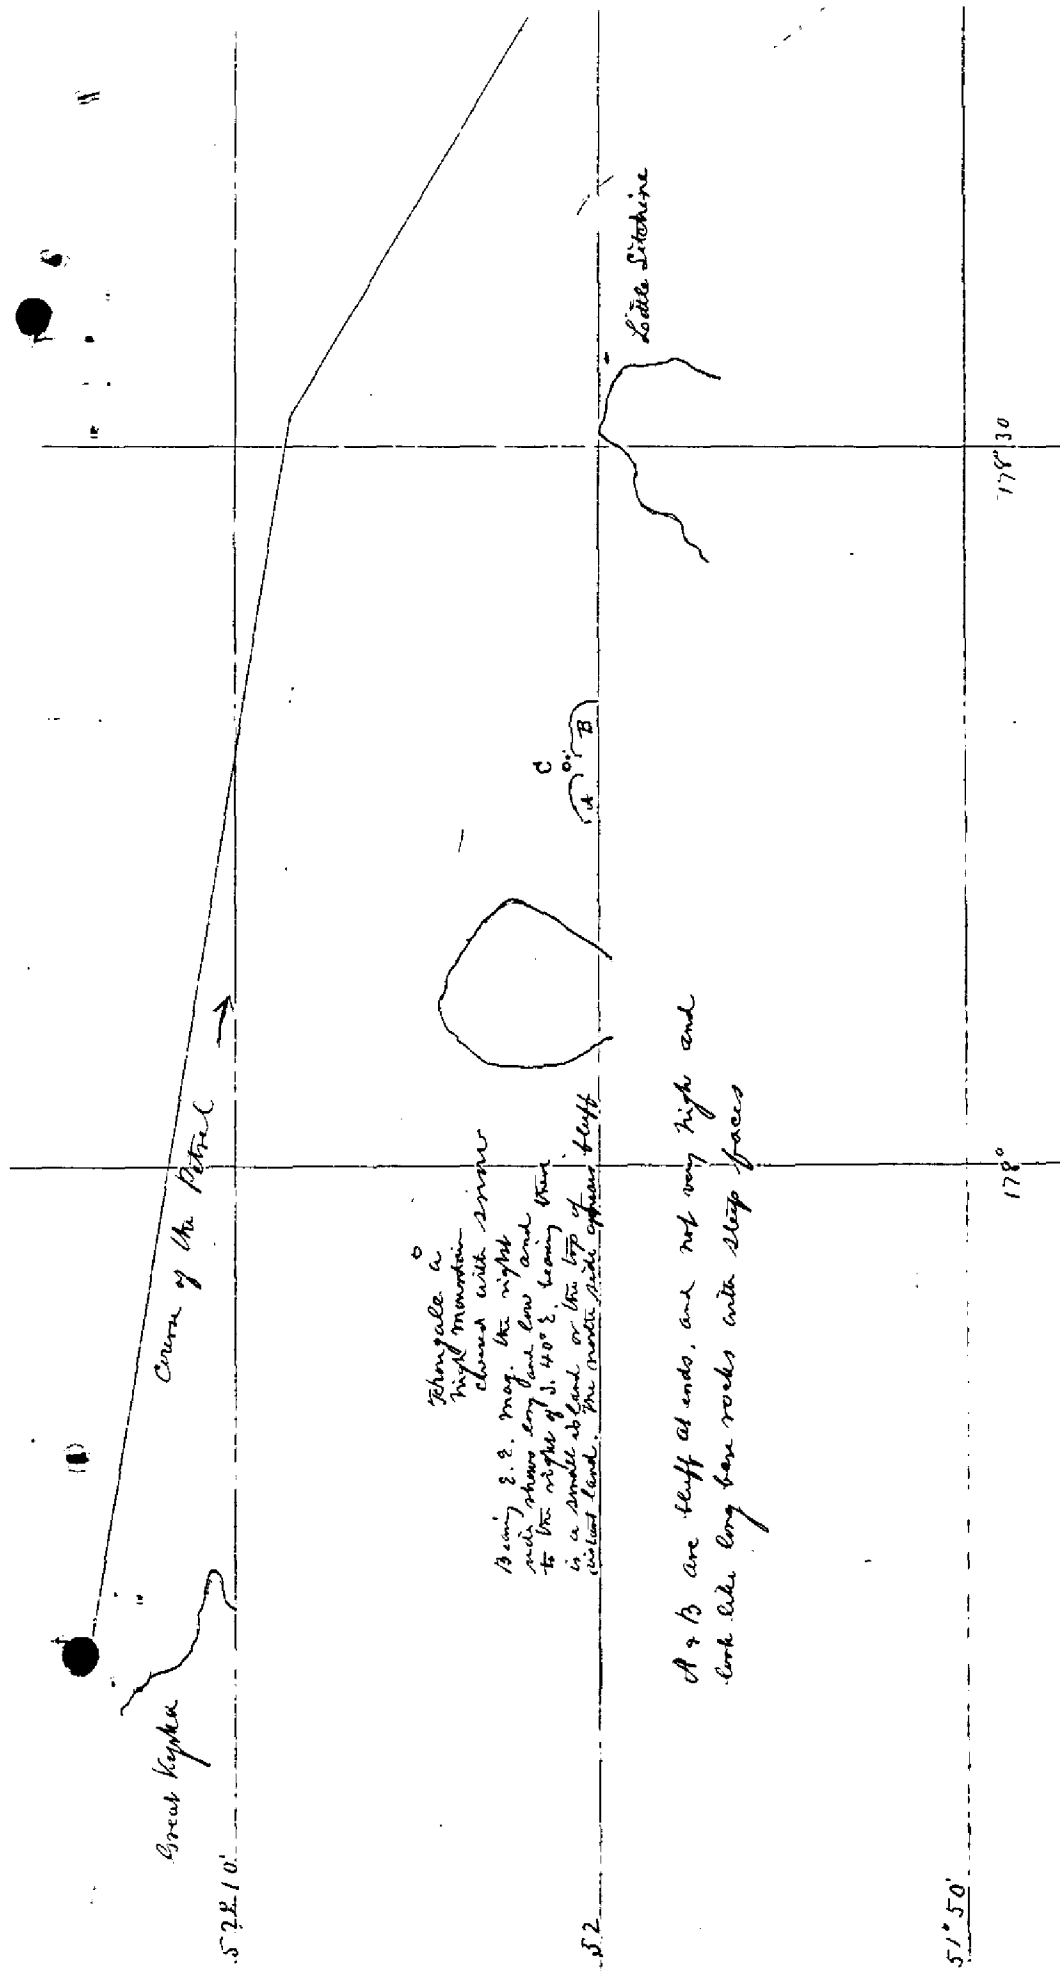 Great Kyska
Course of the Petrel
52° 10'
Tchongale a
high mountain
covered with snow
Bearing S.E. mag. the right
side shows long and low and
to the right of S. 40° E. bearing there
is a small island or the top of
distant land. The north side appears bluff
C
A
B
Little Sitchine
52
A & B are bluff at ends, and not very high and
look like long bare rocks with steep faces
51° 50'
178°
178° 30